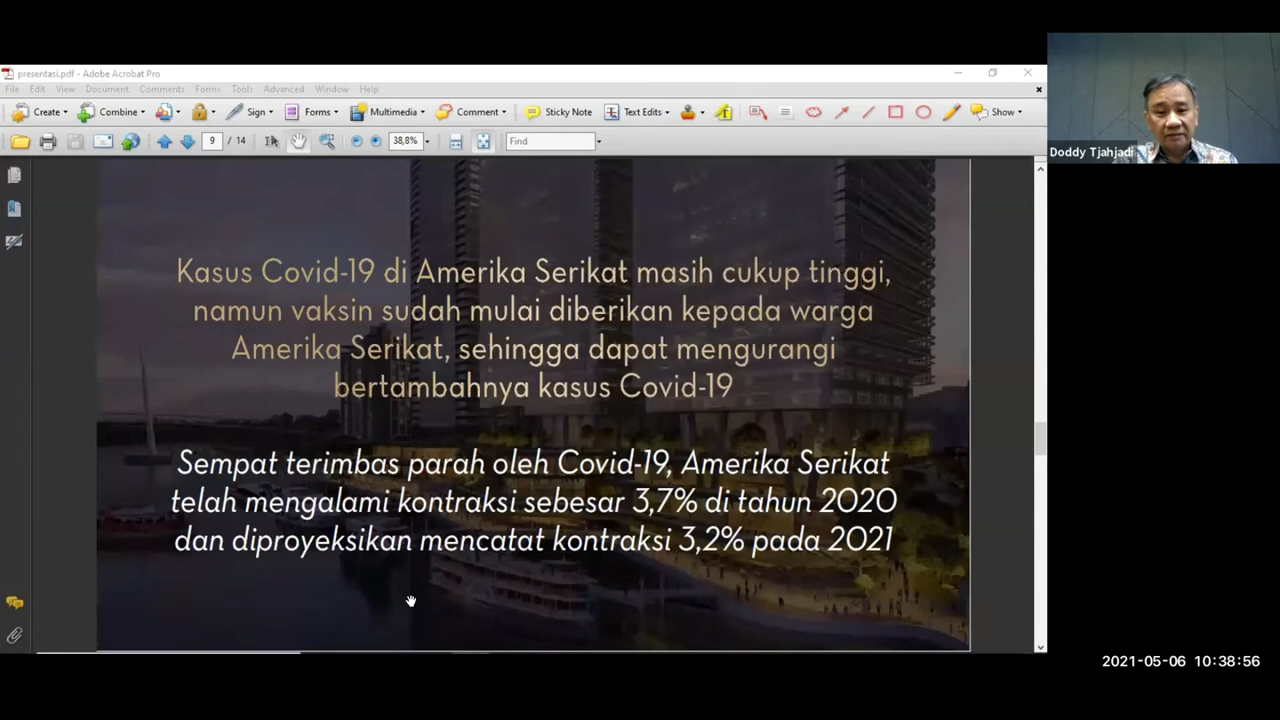 presentasi.pdf - Adobe Acrobat Pro
File Edit View Document Comments Forms Tools Advanced Window Help
Create Combine Sign Forms Multimedia Comment Sticky Note Text Edits Show
9 / 14 38,8% Find
Doddy Tjahjadi
Kasus Covid-19 di Amerika Serikat masih cukup tinggi,
namun vaksin sudah mulai diberikan kepada warga
Amerika Serikat, sehingga dapat mengurangi
bertambahnya kasus Covid-19
Sempat terimbas parah oleh Covid-19, Amerika Serikat
telah mengalami kontraksi sebesar 3,7% di tahun 2020
dan diproyeksikan mencatat kontraksi 3,2% pada 2021
2021-05-06 10:38:56